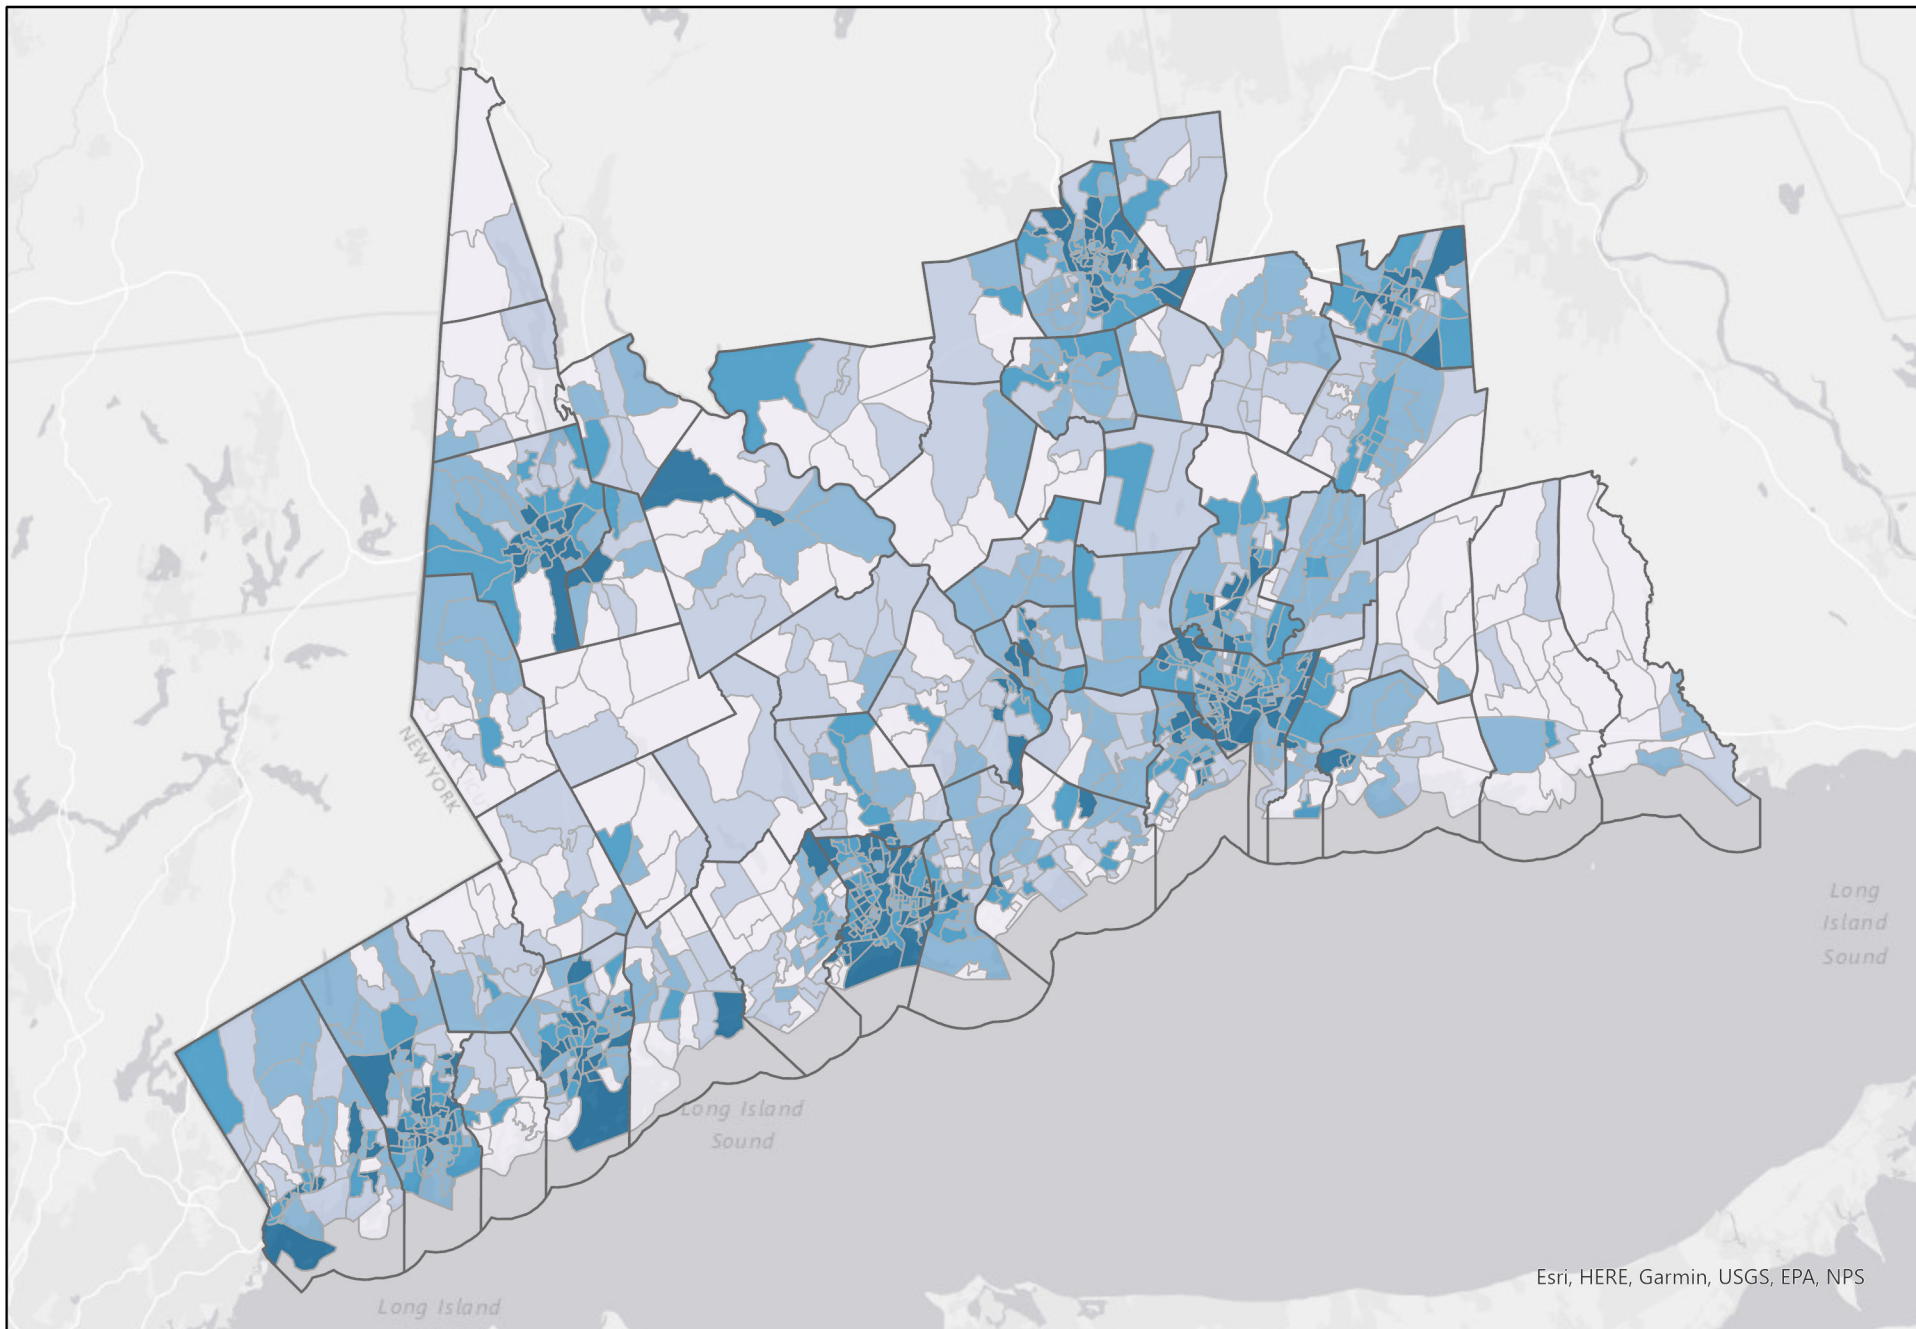 NEW YORK
Long
Island
Sound
Long Island
Sound
Long Island
Esri, HERE, Garmin, USGS, EPA, NPS